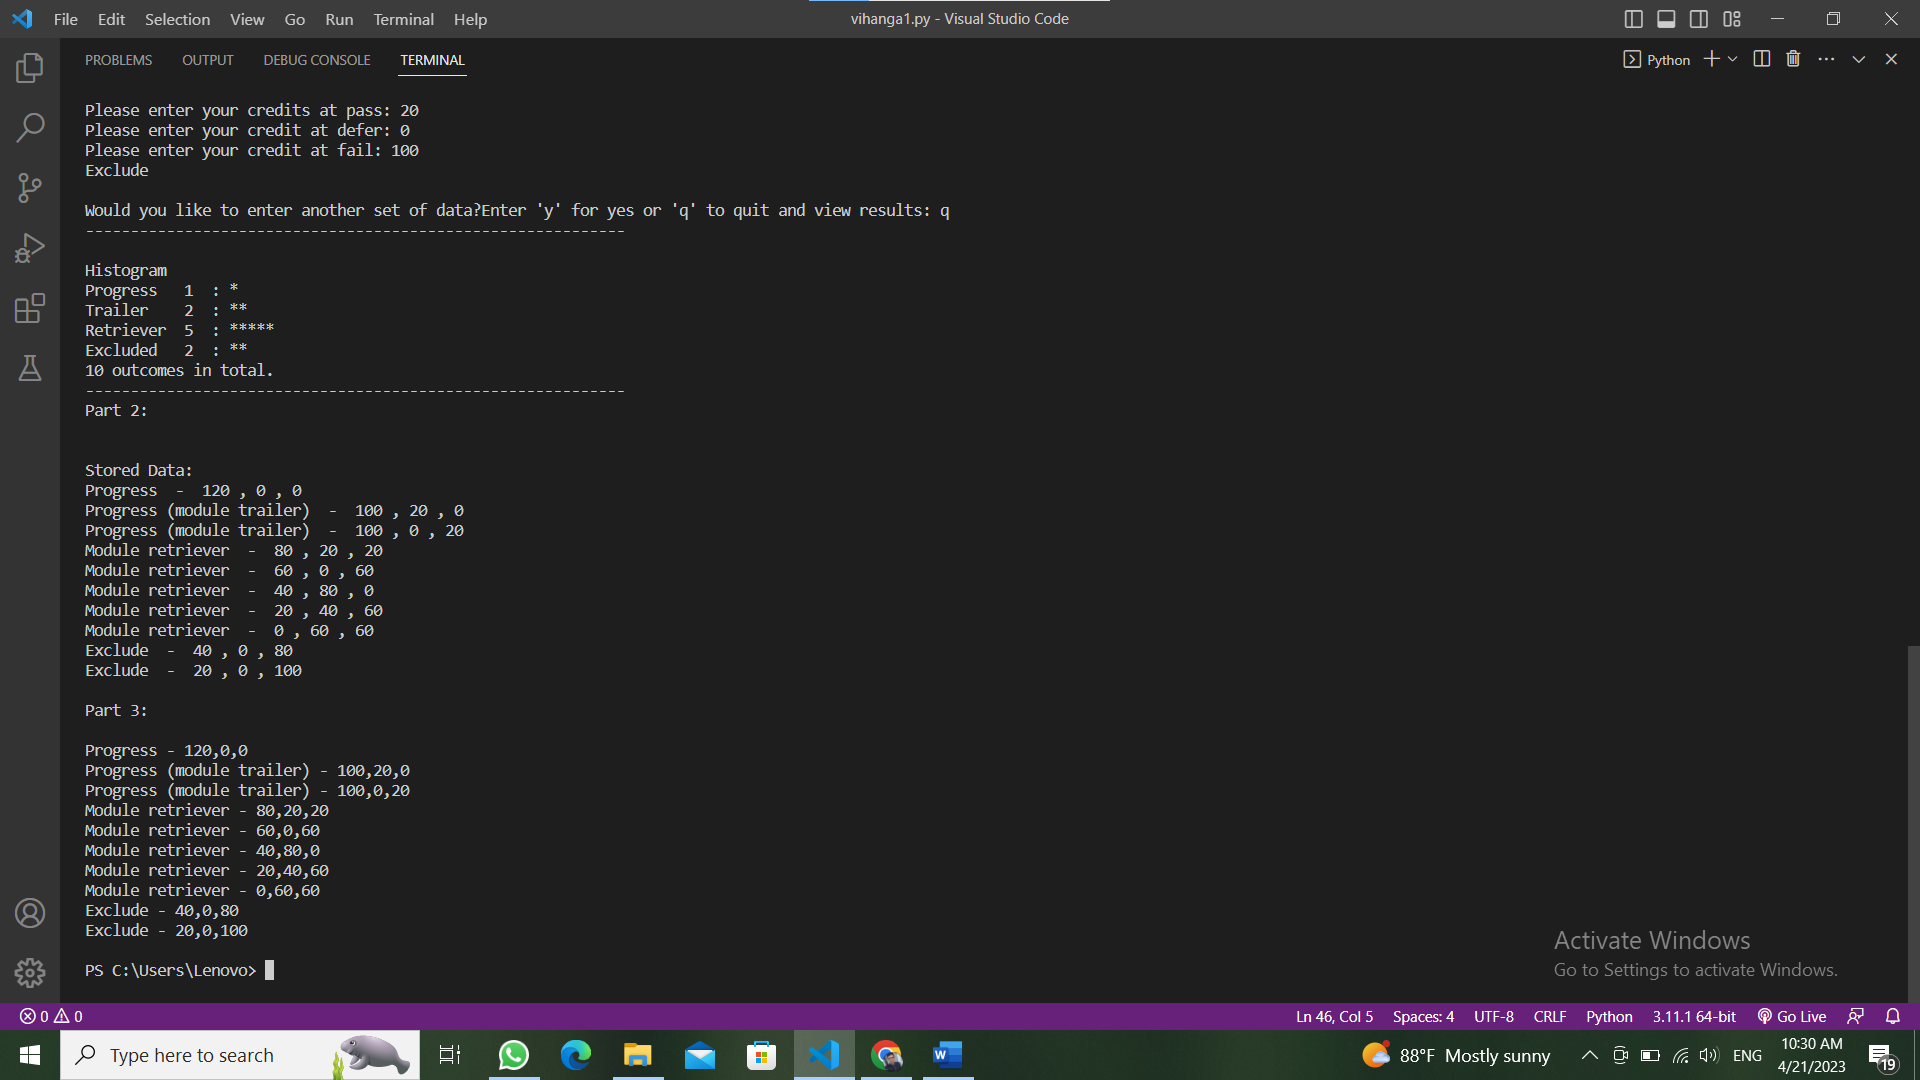 File Edit Selection View Go Run Terminal Help
vihanga1.py - Visual Studio Code
PROBLEMS OUTPUT DEBUG CONSOLE TERMINAL
Python
Please enter your credits at pass: 20
Please enter your credit at defer: 0
Please enter your credit at fail: 100
Exclude
Would you like to enter another set of data?Enter 'y' for yes or 'q' to quit and view results: q
------------------------------------------------------------
Histogram
Progress   1  : *
Trailer    2  : **
Retriever  5  : *****
Excluded   2  : **
10 outcomes in total.
------------------------------------------------------------
Part 2:
Stored Data:
Progress  -  120 , 0 , 0
Progress (module trailer)  -  100 , 20 , 0
Progress (module trailer)  -  100 , 0 , 20
Module retriever  -  80 , 20 , 20
Module retriever  -  60 , 0 , 60
Module retriever  -  40 , 80 , 0
Module retriever  -  20 , 40 , 60
Module retriever  -  0 , 60 , 60
Exclude  -  40 , 0 , 80
Exclude  -  20 , 0 , 100
Part 3:
Progress - 120,0,0
Progress (module trailer) - 100,20,0
Progress (module trailer) - 100,0,20
Module retriever - 80,20,20
Module retriever - 60,0,60
Module retriever - 40,80,0
Module retriever - 20,40,60
Module retriever - 0,60,60
Exclude - 40,0,80
Exclude - 20,0,100
PS C:\Users\Lenovo>
Activate Windows
Go to Settings to activate Windows.
0 0
Ln 46, Col 5 Spaces: 4 UTF-8 CRLF Python 3.11.1 64-bit Go Live
Type here to search
88°F Mostly sunny
ENG
10:30 AM
4/21/2023
19